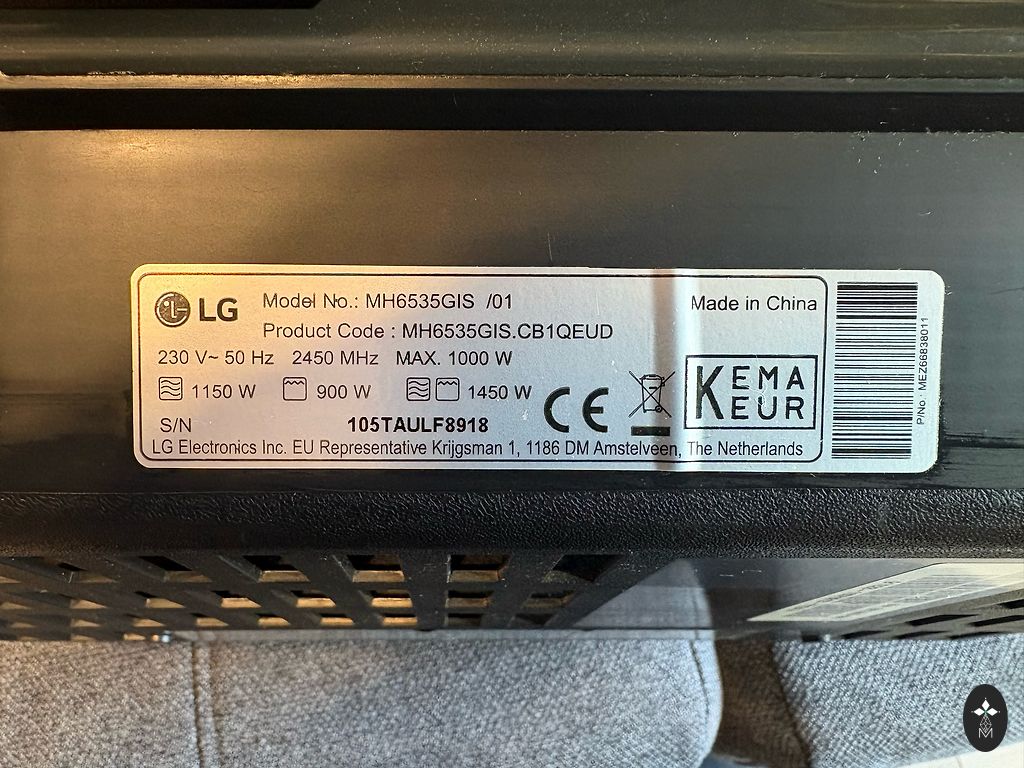 LG
Model No.: MH6535GIS /01
Made in China
Product Code : MH6535GIS.CB1QEUD
230 V~ 50 Hz 2450 MHz MAX. 1000 W
1150 W 900 W 1450 W
CE
KEMA
KEUR
S/N 105TAULF8918
LG Electronics Inc. EU Representative Krijgsman 1, 1186 DM Amstelveen, The Netherlands
P/No.: MEZ66838011
M